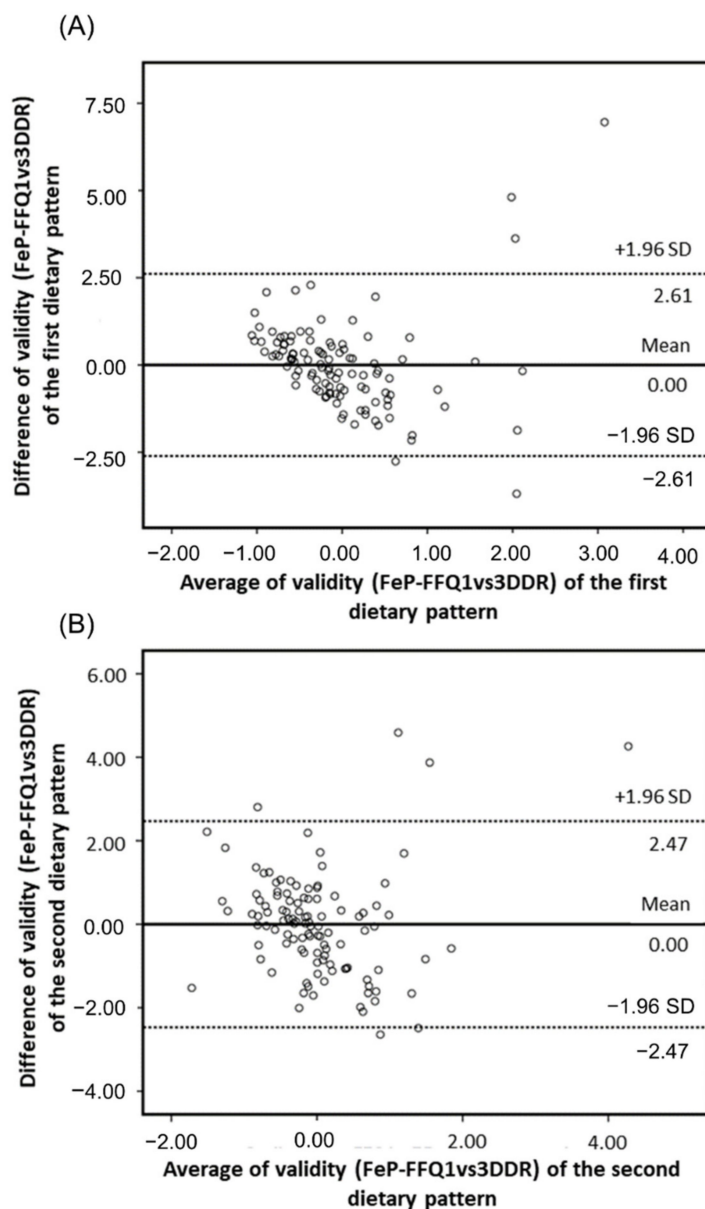 (A)
Difference of validity (FeP-FFQ1vs3DDR)
of the first dietary pattern
7.50
5.00
2.50
0.00
−2.50
+1.96 SD
2.61
Mean
0.00
−1.96 SD
−2.61
−2.00 −1.00 0.00 1.00 2.00 3.00 4.00
Average of validity (FeP-FFQ1vs3DDR) of the first
dietary pattern
(B)
Difference of validity (FeP-FFQ1vs3DDR)
of the second dietary pattern
6.00
4.00
2.00
0.00
−2.00
−4.00
+1.96 SD
2.47
Mean
0.00
−1.96 SD
−2.47
−2.00 0.00 2.00 4.00
Average of validity (FeP-FFQ1vs3DDR) of the second
dietary pattern